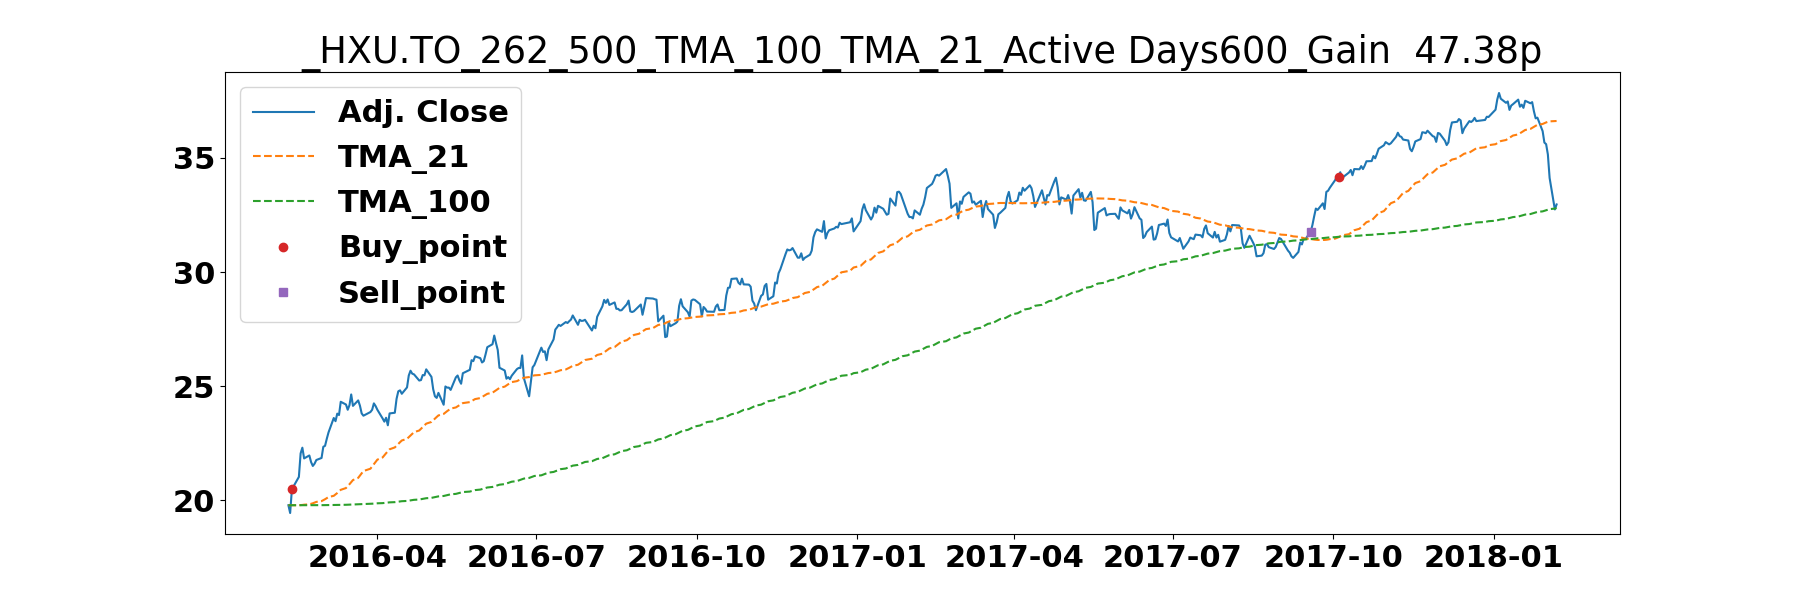 _HXU.TO_262_500_TMA_100_TMA_21_Active Days600_Gain  47.38p
Adj. Close
TMA_21
TMA_100
Buy_point
Sell_point
35
30
25
20
2016-04 2016-07 2016-10 2017-01 2017-04 2017-07 2017-10 2018-01